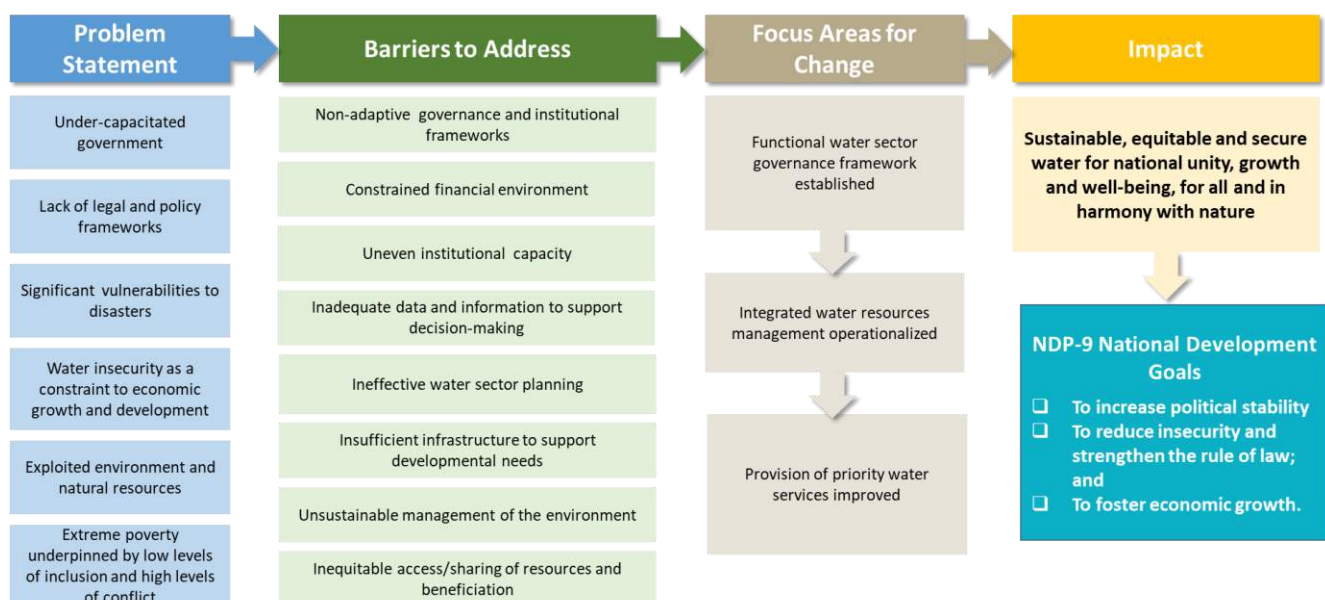 Problem
Statement
Under-capacitated
government
Lack of legal and policy
frameworks
Significant vulnerabilities to
disasters
Water insecurity as a
constraint to economic
growth and development
Exploited environment and
natural resources
Extreme poverty
underpinned by low levels
of inclusion and high levels
of conflict
Barriers to Address
Non-adaptive governance and institutional
frameworks
Constrained financial environment
Uneven institutional capacity
Inadequate data and information to support
decision-making
Ineffective water sector planning
Insufficient infrastructure to support
developmental needs
Unsustainable management of the environment
Inequitable access/sharing of resources and
beneficiation
Focus Areas for
Change
Functional water sector
governance framework
established
Integrated water resources
management operationalized
Provision of priority water
services improved
Impact
Sustainable, equitable and secure
water for national unity, growth
and well-being, for all and in
harmony with nature
NDP-9 National Development
Goals
❑ To increase political stability
❑ To reduce insecurity and
strengthen the rule of law;
and
❑ To foster economic growth.